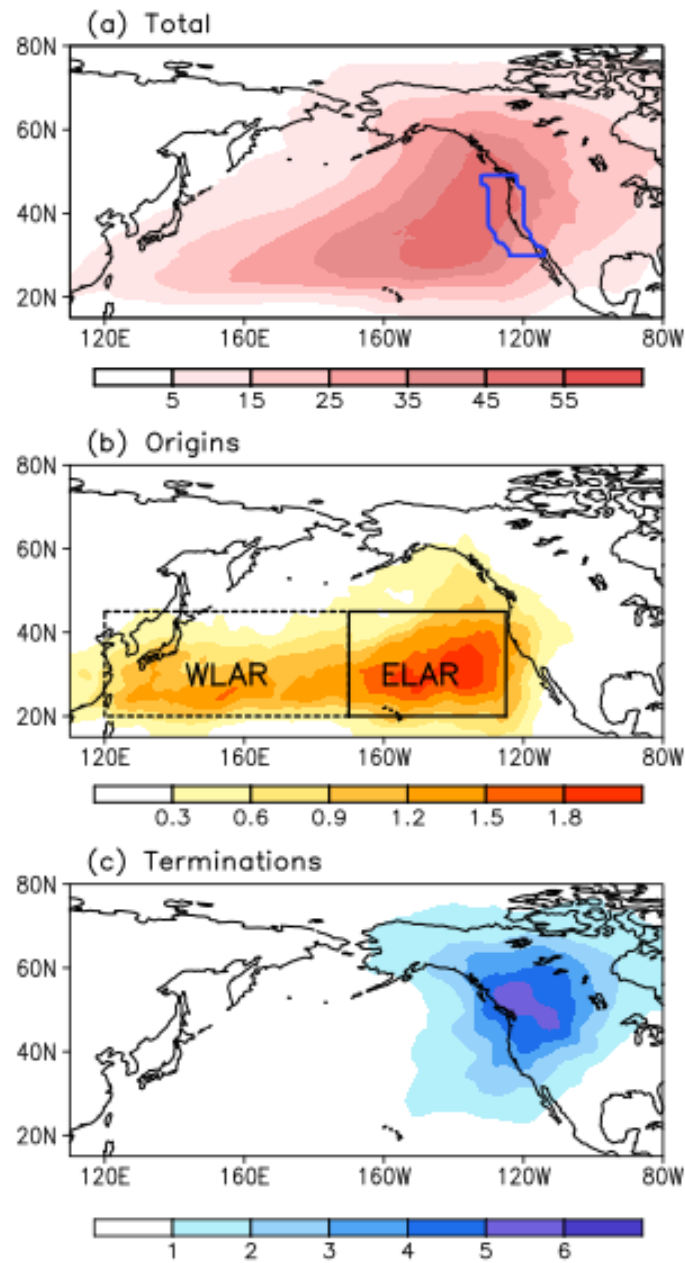 (a) Total
80N
60N
40N
20N
120E 160E 160W 120W 80W
5 15 25 35 45 55
(b) Origins
80N
60N
40N
WLAR ELAR
20N
120E 160E 160W 120W 80W
0.3 0.6 0.9 1.2 1.5 1.8
(c) Terminations
80N
60N
40N
20N
120E 160E 160W 120W 80W
1 2 3 4 5 6